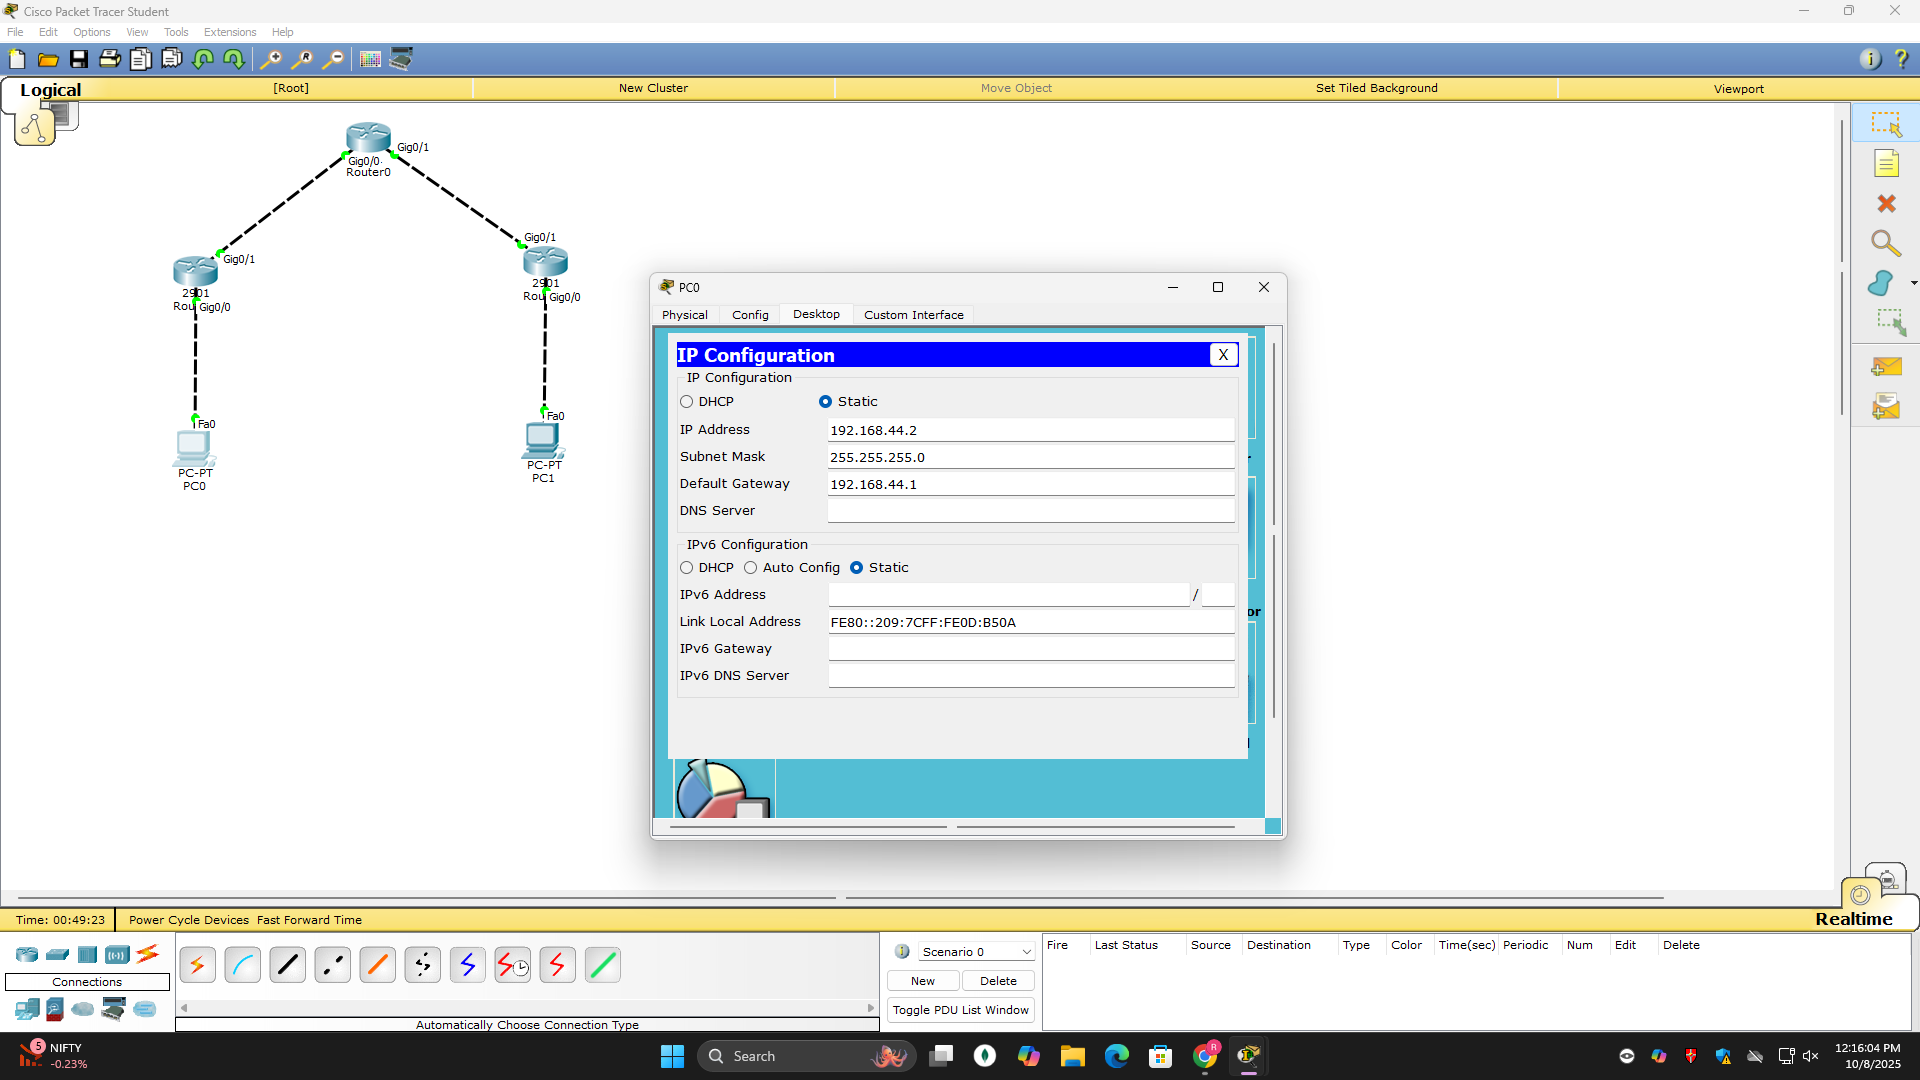 Cisco Packet Tracer Student
File Edit Options View Tools Extensions Help
Logical [Root] New Cluster Move Object Set Tiled Background Viewport
Gig0/1
Gig0/0
Router0
Gig0/1
Gig0/1
2901
Rou Gig0/0
2901
Rou Gig0/0
Fa0
PC-PT
PC0
Fa0
PC-PT
PC1
PC0
Physical Config Desktop Custom Interface
IP Configuration X
IP Configuration
DHCP Static
IP Address 192.168.44.2
Subnet Mask 255.255.255.0
Default Gateway 192.168.44.1
DNS Server
IPv6 Configuration
DHCP Auto Config Static
IPv6 Address /
Link Local Address FE80::209:7CFF:FE0D:B50A
IPv6 Gateway
IPv6 DNS Server
or
Time: 00:49:23 Power Cycle Devices Fast Forward Time Realtime
Connections
Automatically Choose Connection Type
Scenario 0
New Delete
Toggle PDU List Window
Fire Last Status Source Destination Type Color Time(sec) Periodic Num Edit Delete
5 NIFTY
-0.23%
Search
R
12:16:04 PM
10/8/2025